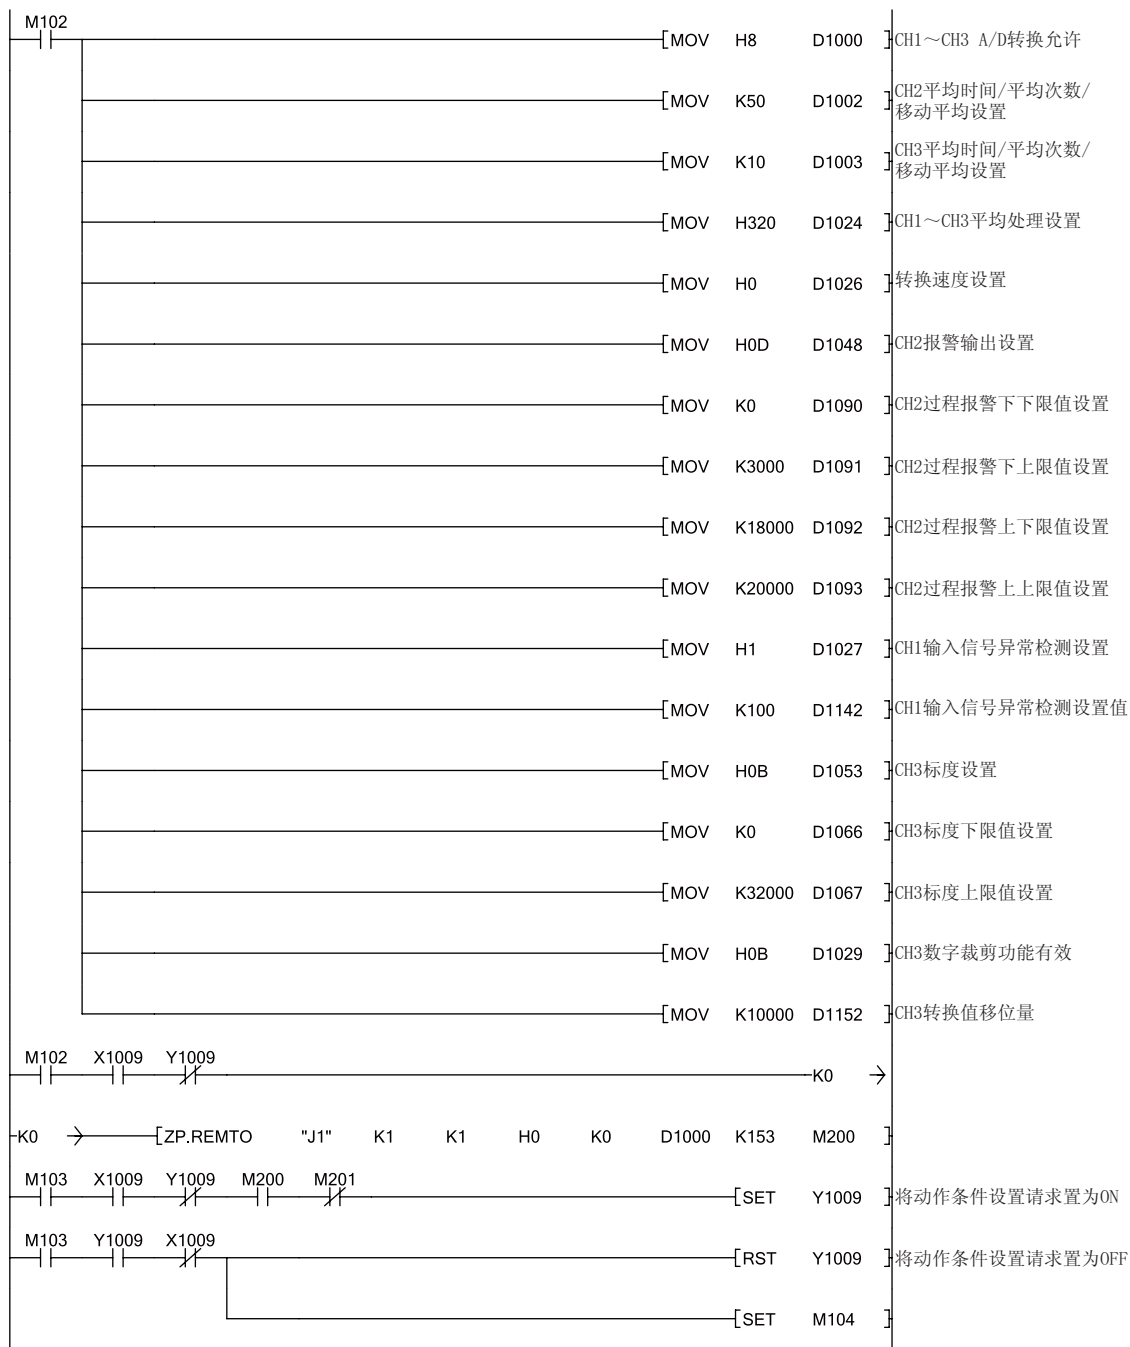 M102
MOV H8 D1000 CH1～CH3 A/D转换允许
MOV K50 D1002 CH2平均时间/平均次数/
移动平均设置
MOV K10 D1003 CH3平均时间/平均次数/
移动平均设置
MOV H320 D1024 CH1～CH3平均处理设置
MOV H0 D1026 转换速度设置
MOV H0D D1048 CH2报警输出设置
MOV K0 D1090 CH2过程报警下下限值设置
MOV K3000 D1091 CH2过程报警下上限值设置
MOV K18000 D1092 CH2过程报警上下限值设置
MOV K20000 D1093 CH2过程报警上上限值设置
MOV H1 D1027 CH1输入信号异常检测设置
MOV K100 D1142 CH1输入信号异常检测设置值
MOV H0B D1053 CH3标度设置
MOV K0 D1066 CH3标度下限值设置
MOV K32000 D1067 CH3标度上限值设置
MOV H0B D1029 CH3数字裁剪功能有效
MOV K10000 D1152 CH3转换值移位量
M102 X1009 Y1009
K0
K0 ZP.REMTO "J1" K1 K1 H0 K0 D1000 K153 M200
M103 X1009 Y1009 M200 M201
SET Y1009 将动作条件设置请求置为ON
M103 Y1009 X1009
RST Y1009 将动作条件设置请求置为OFF
SET M104